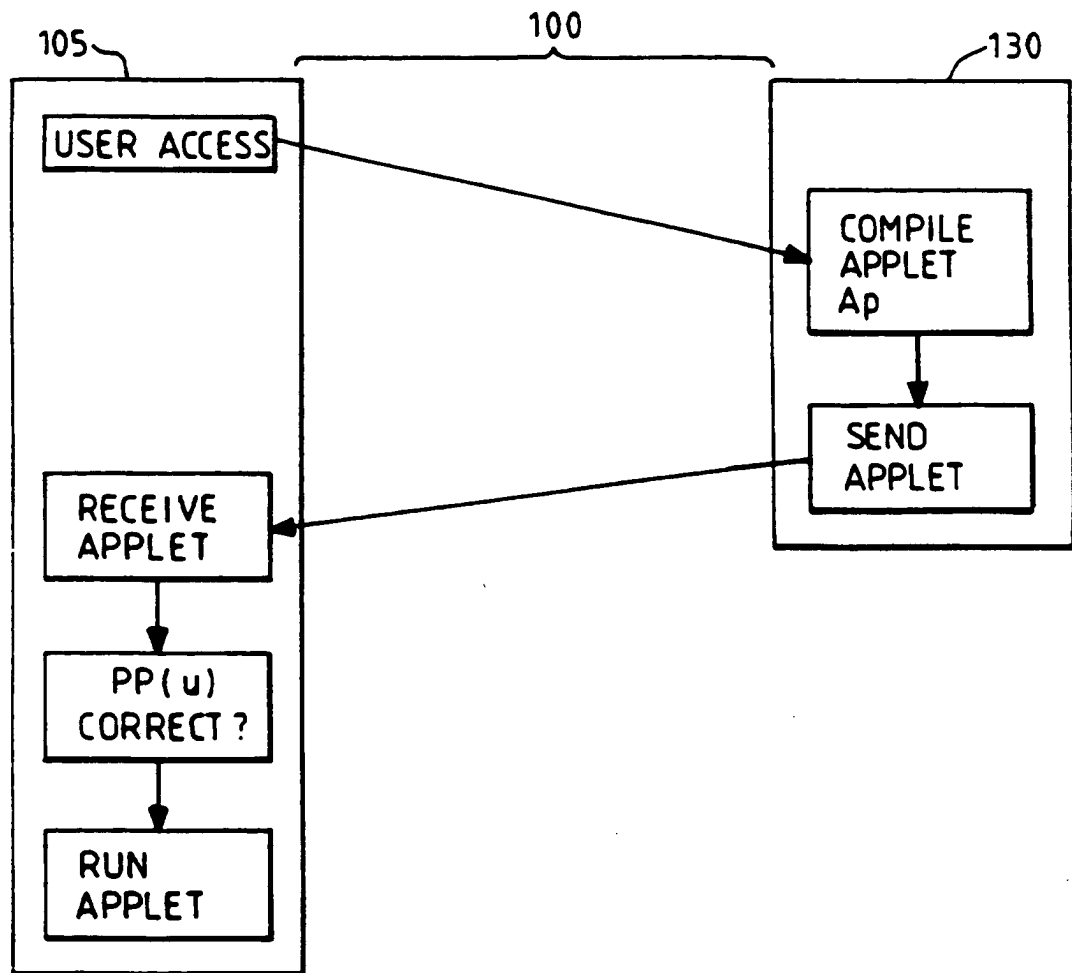 105
100
130
USER ACCESS
COMPILE
APPLET
Ap
SEND
APPLET
RECEIVE
APPLET
PP(u)
CORRECT?
RUN
APPLET